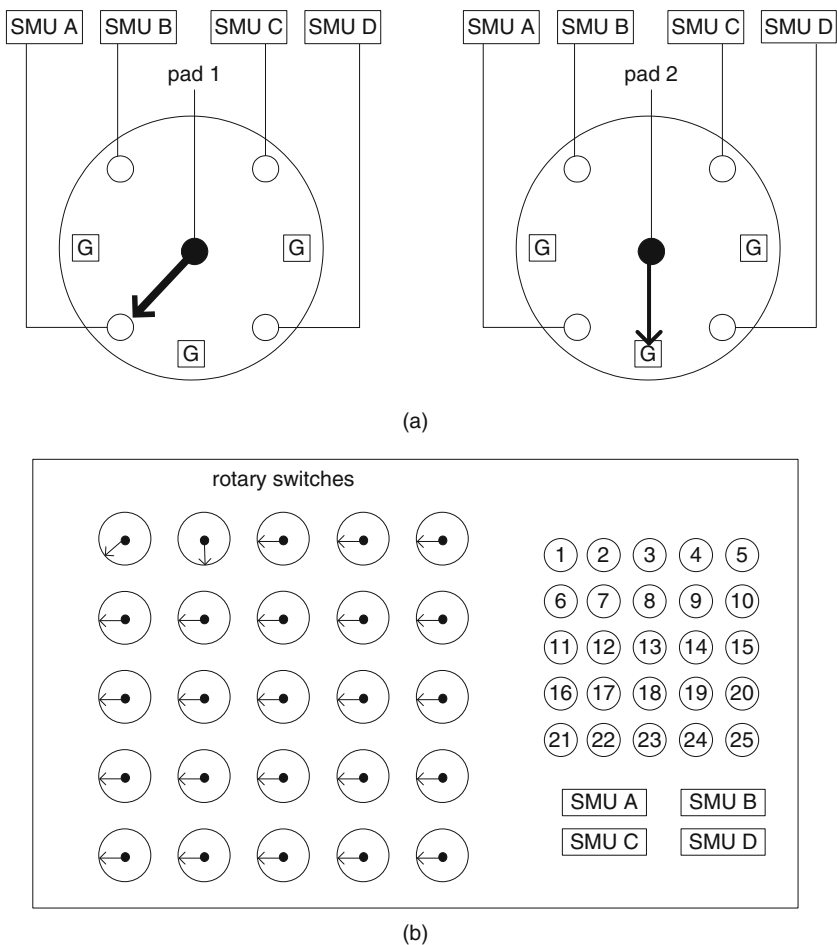 SMU A SMU B SMU C SMU D SMU A SMU B SMU C SMU D
pad 1 pad 2
G G G G
G G
(a)
rotary switches
1 2 3 4 5
6 7 8 9 10
11 12 13 14 15
16 17 18 19 20
21 22 23 24 25
SMU A SMU B
SMU C SMU D
(b)